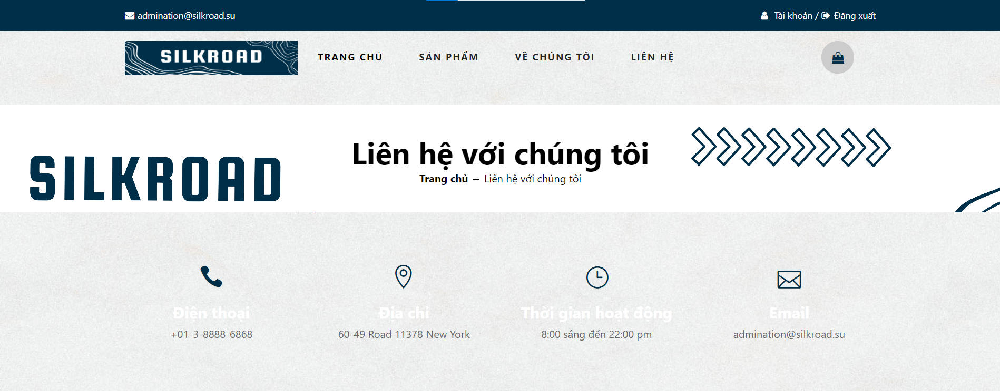 admination@silkroad.su
Tài khoản / Đăng xuất
SILKROAD
TRANG CHỦ
SẢN PHẨM
VỀ CHÚNG TÔI
LIÊN HỆ
SILKROAD
Liên hệ với chúng tôi
Trang chủ — Liên hệ với chúng tôi
Điện thoại
+01-3-8888-6868
Địa chỉ
60-49 Road 11378 New York
Thời gian hoạt động
8:00 sáng đến 22:00 pm
Email
admination@silkroad.su